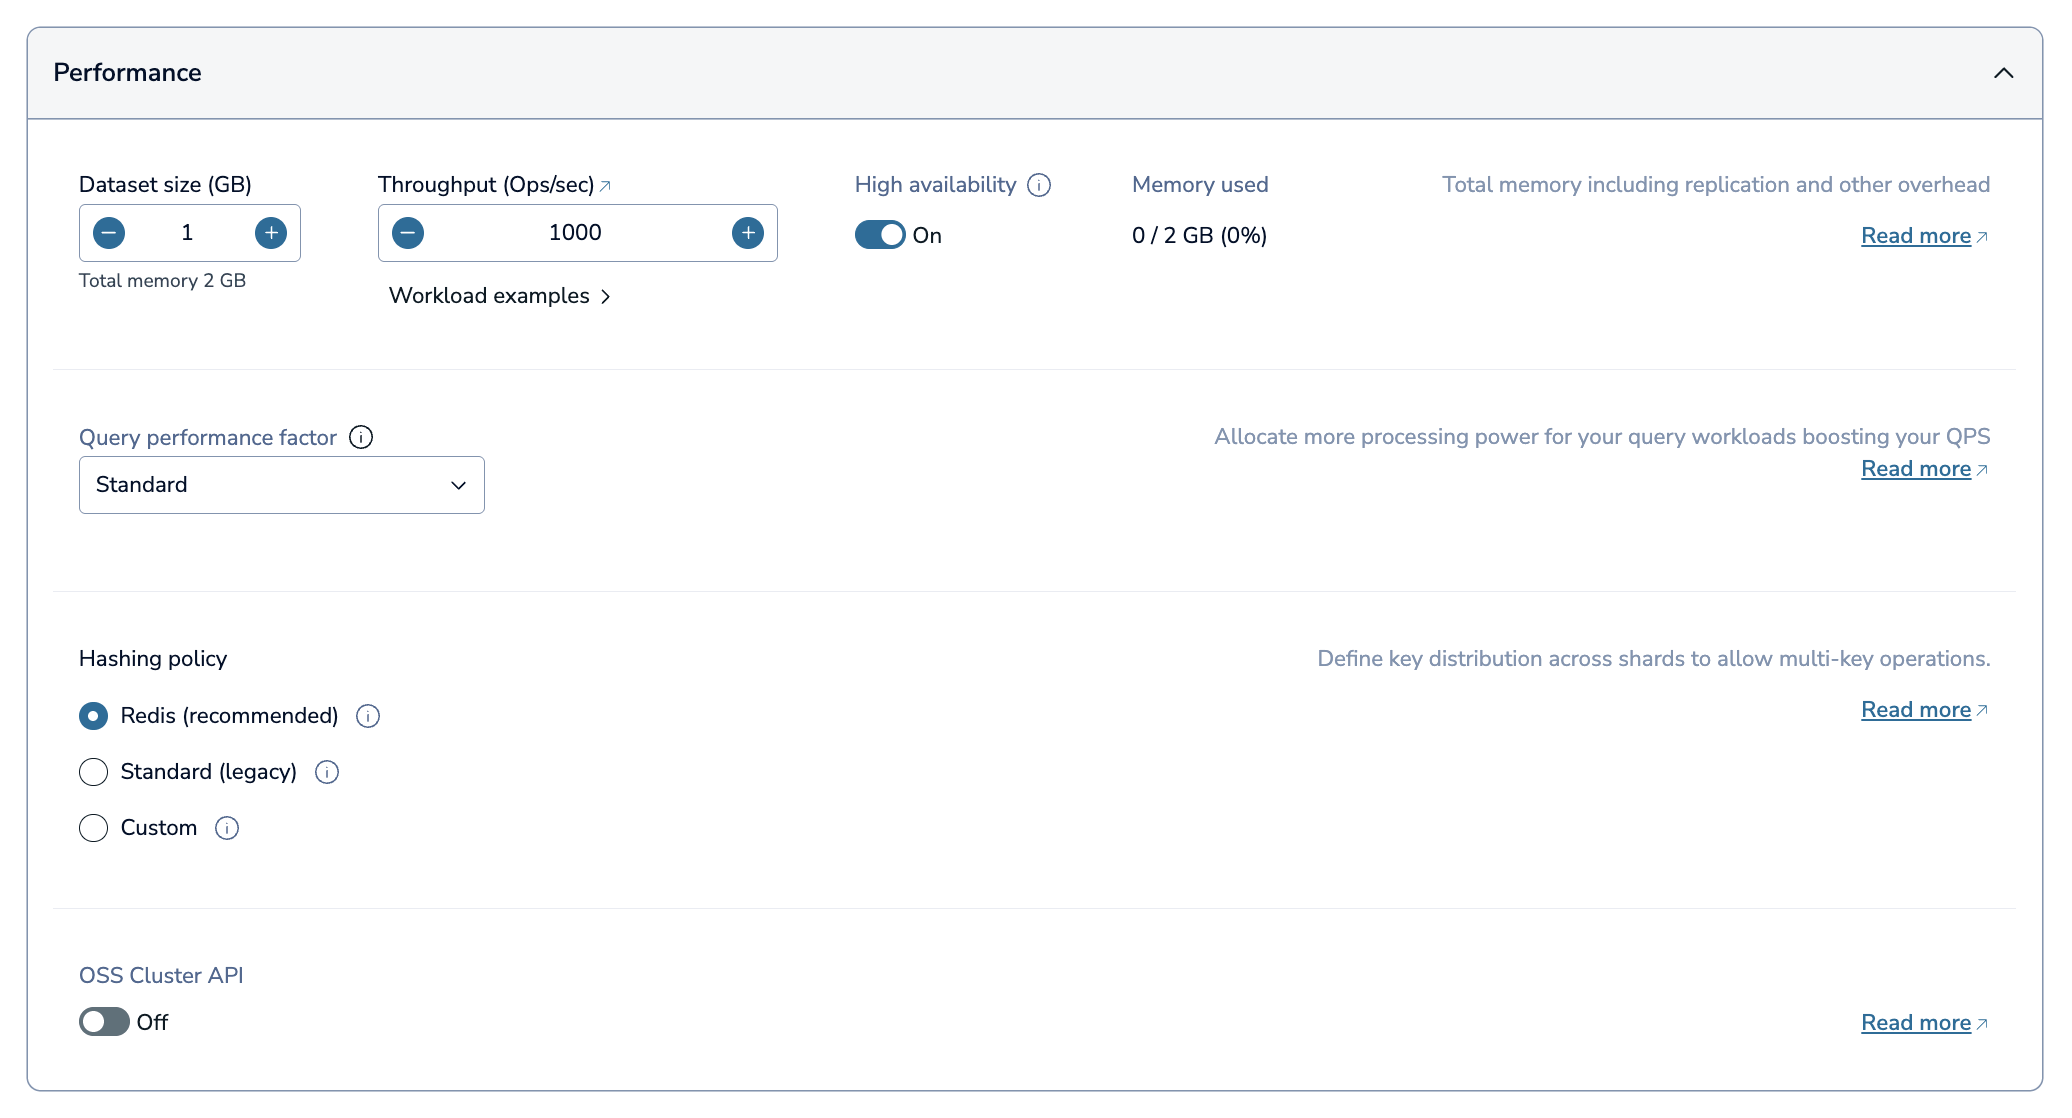 Performance
Dataset size (GB)
1
Total memory 2 GB
Throughput (Ops/sec)
1000
Workload examples
High availability
On
Memory used
0 / 2 GB (0%)
Total memory including replication and other overhead
Read more
Query performance factor
Standard
Allocate more processing power for your query workloads boosting your QPS
Read more
Hashing policy
Redis (recommended)
Standard (legacy)
Custom
Define key distribution across shards to allow multi-key operations.
Read more
OSS Cluster API
Off
Read more